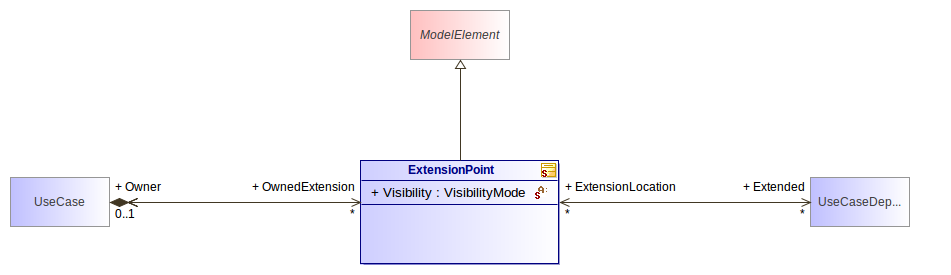 ModelElement
ExtensionPoint
+ Visibility : VisibilityMode
UseCase
+ Owner
0..1
+ OwnedExtension
*
+ ExtensionLocation
*
+ Extended
*
UseCaseDep...